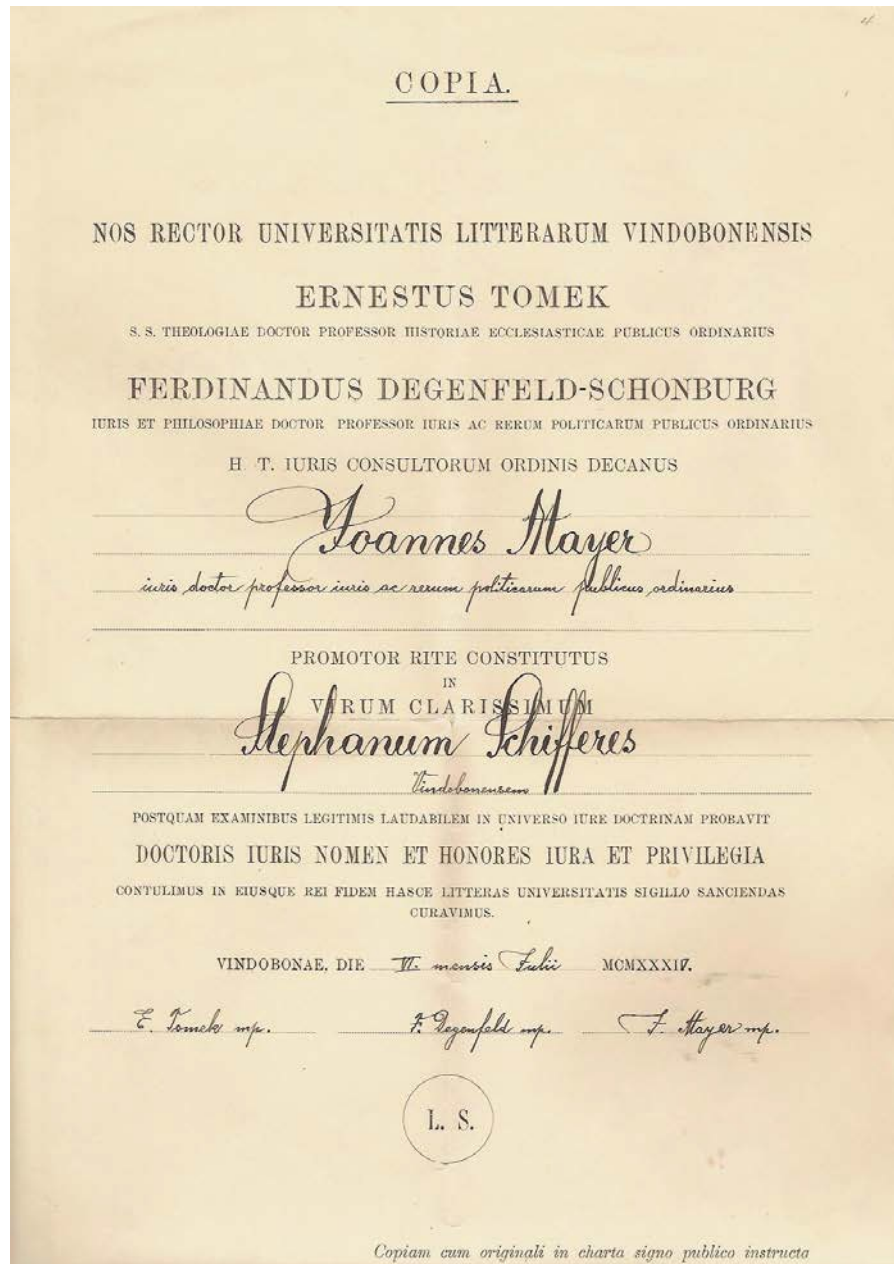 COPIA.
NOS RECTOR UNIVERSITATIS LITTERARUM VINDOBONENSIS
ERNESTUS TOMEK
S. S. THEOLOGIAE DOCTOR PROFESSOR HISTORIAE ECCLESIASTICAE PUBLICUS ORDINARIUS
FERDINANDUS DEGENFELD-SCHONBURG
IURIS ET PHILOSOPHIAE DOCTOR PROFESSOR IURIS AC RERUM POLITICARUM PUBLICUS ORDINARIUS
H T. IURIS CONSULTORUM ORDINIS DECANUS
Joannes Mayer
iuris doctor professor iuris ac rerum politicarum publicus ordinarius
PROMOTOR RITE CONSTITUTUS
IN
VIRUM CLARISSIMUM
Stephanum Schifferes
Vindobonensem
POSTQUAM EXAMINIBUS LEGITIMIS LAUDABILEM IN UNIVERSO IURE DOCTRINAM PROBAVIT
DOCTORIS IURIS NOMEN ET HONORES IURA ET PRIVILEGIA
CONTULIMUS IN EIUSQUE REI FIDEM HASCE LITTERAS UNIVERSITATIS SIGILLO SANCIENDAS
CURAVIMUS.
VINDOBONAE, DIE VI. mensis Julii MCMXXXIV.
E. Tomek mp. F. Degenfeld mp. J. Mayer mp.
L. S.
Copiam cum originali in charta signo publico instructa